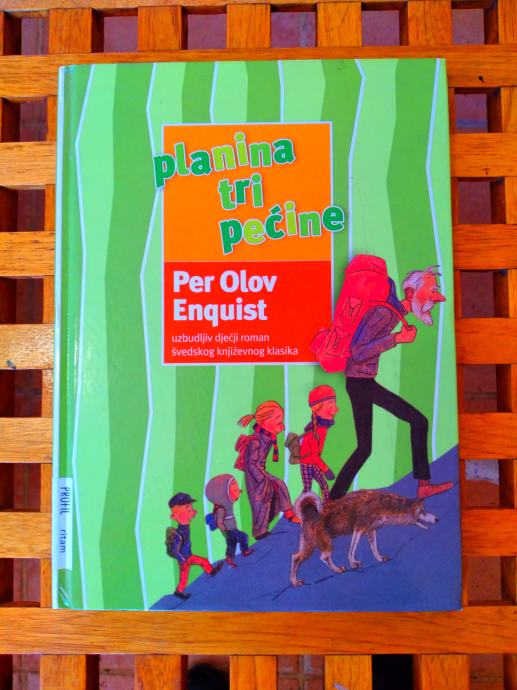 planina
tri
pećine
Per Olov
Enquist
uzbudljiv dječji roman
švedskog književnog klasika
PROFIL ritam